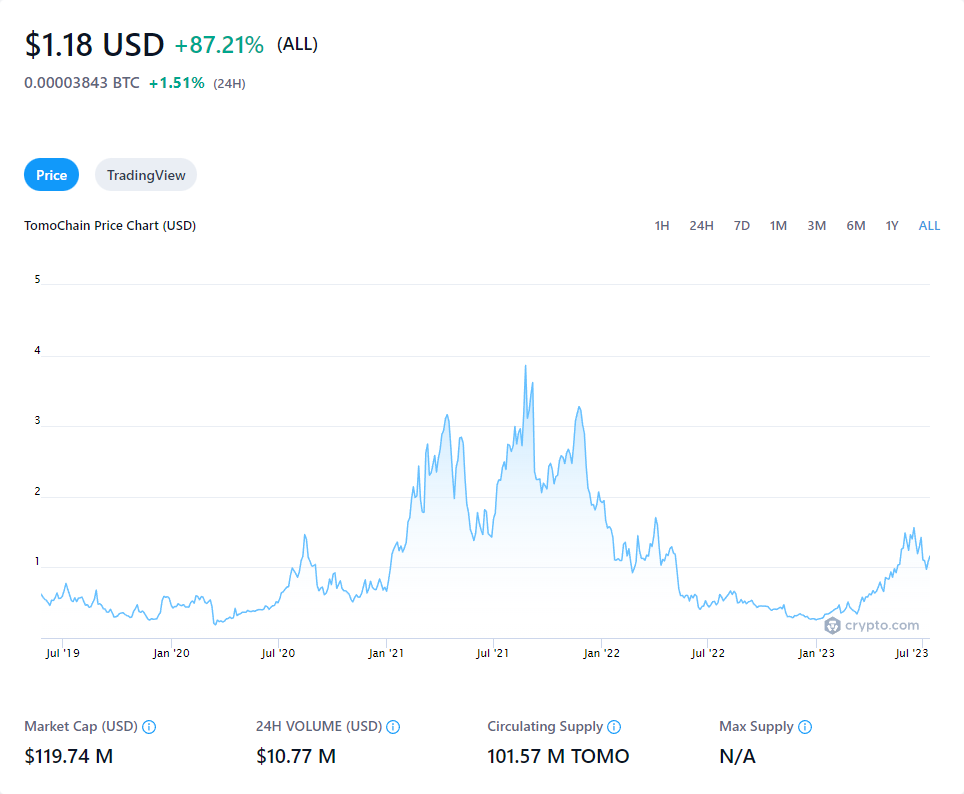 $1.18 USD +87.21% (ALL)
0.00003843 BTC +1.51% (24H)
Price TradingView
TomoChain Price Chart (USD) 1H 24H 7D 1M 3M 6M 1Y ALL
5
4
3
2
1
crypto.com
Jul '19 Jan '20 Jul '20 Jan '21 Jul '21 Jan '22 Jul '22 Jan '23 Jul '23
Market Cap (USD) 24H VOLUME (USD) Circulating Supply Max Supply
$119.74 M $10.77 M 101.57 M TOMO N/A